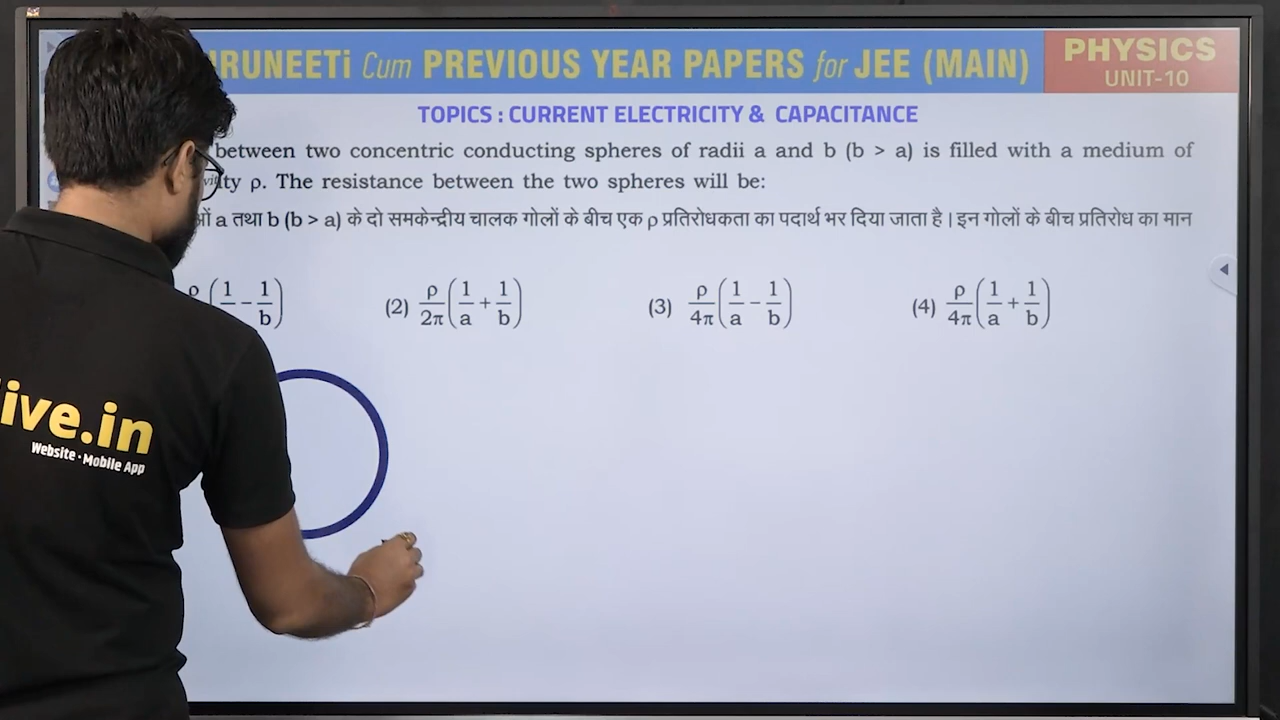 RUNEETi Cum PREVIOUS YEAR PAPERS for JEE (MAIN)
PHYSICS
UNIT-10
TOPICS : CURRENT ELECTRICITY & CAPACITANCE
between two concentric conducting spheres of radii a and b (b > a) is filled with a medium of
ity ρ. The resistance between the two spheres will be:
a तथा b (b > a) के दो समकेन्द्रीय चालक गोलों के बीच एक ρ प्रतिरोधकता का पदार्थ भर दिया जाता है। इन गोलों के बीच प्रतिरोध का मान
ρ (1 − 1/b) (2) ρ/2π (1/a + 1/b) (3) ρ/4π (1/a − 1/b) (4) ρ/4π (1/a + 1/b)
ive.in
Website · Mobile App